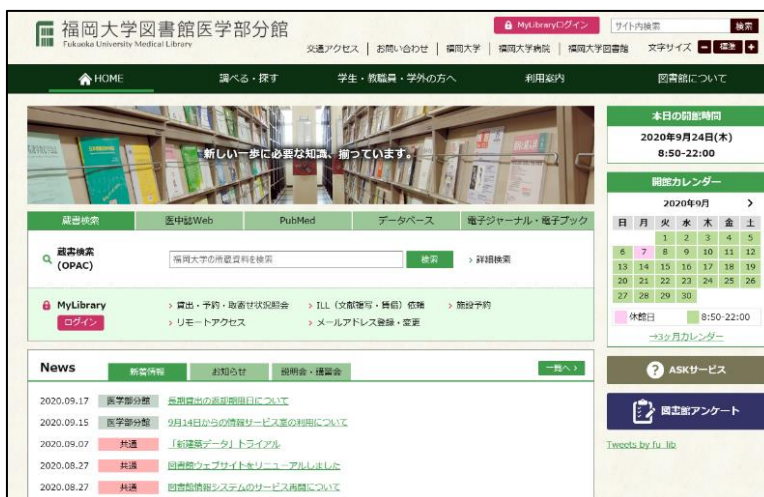 福岡大学図書館医学部分館
Fukuoka University Medical Library
MyLibraryログイン
サイト内検索
検索
交通アクセス | お問い合わせ | 福岡大学 | 福岡大学病院 | 福岡大学図書館
文字サイズ - 標準 +
HOME 調べる・探す 学生・教職員・学外の方へ 利用案内 図書館について
新しい一歩に必要な知識、揃っています。
蔵書検索 医中誌Web PubMed データベース 電子ジャーナル・電子ブック
蔵書検索
(OPAC)
福岡大学の所蔵資料を検索
検索
› 詳細検索
MyLibrary
ログイン
› 貸出・予約・取寄せ状況照会 › ILL（文献複写・貸借）依頼 › 施設予約
› リモートアクセス › メールアドレス登録・変更
News 新着情報 お知らせ 説明会・講習会 一覧へ ›
2020.09.17 医学部分館 長期貸出の返却期限日について
2020.09.15 医学部分館 9月14日からの情報サービス室の利用について
2020.09.07 共通 「新建築データ」トライアル
2020.08.27 共通 図書館ウェブサイトをリニューアルしました
2020.08.27 共通 図書館情報システムのサービス再開について
本日の開館時間
2020年9月24日(木)
8:50-22:00
開館カレンダー
2020年9月 ›
日 月 火 水 木 金 土
1 2 3 4 5
6 7 8 9 10 11 12
13 14 15 16 17 18 19
20 21 22 23 24 25 26
27 28 29 30
休館日 8:50-22:00
→3ヶ月カレンダー
? ASKサービス
図書館アンケート
Tweets by fu_lib